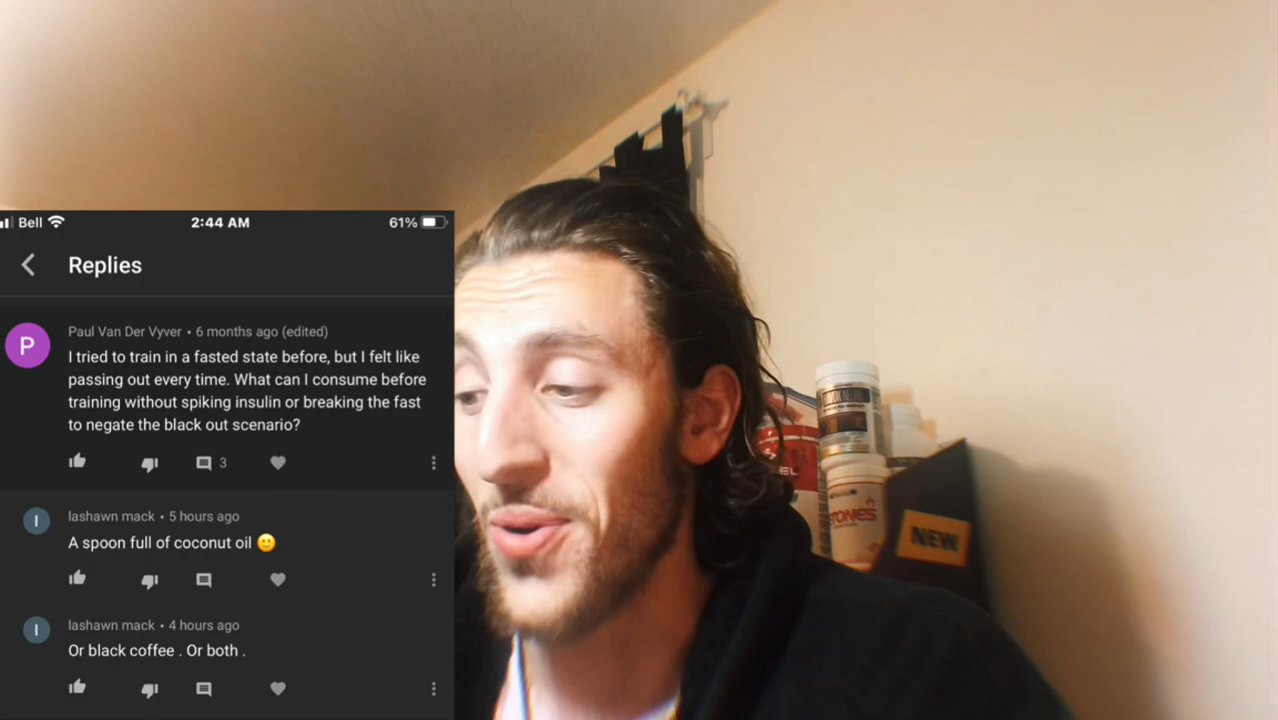 Bell
2:44 AM
61%
Replies
P
Paul Van Der Vyver • 6 months ago (edited)
I tried to train in a fasted state before, but I felt like
passing out every time. What can I consume before
training without spiking insulin or breaking the fast
to negate the black out scenario?
3
I
lashawn mack • 5 hours ago
A spoon full of coconut oil 🙂
I
lashawn mack • 4 hours ago
Or black coffee . Or both .
TONES
NEW